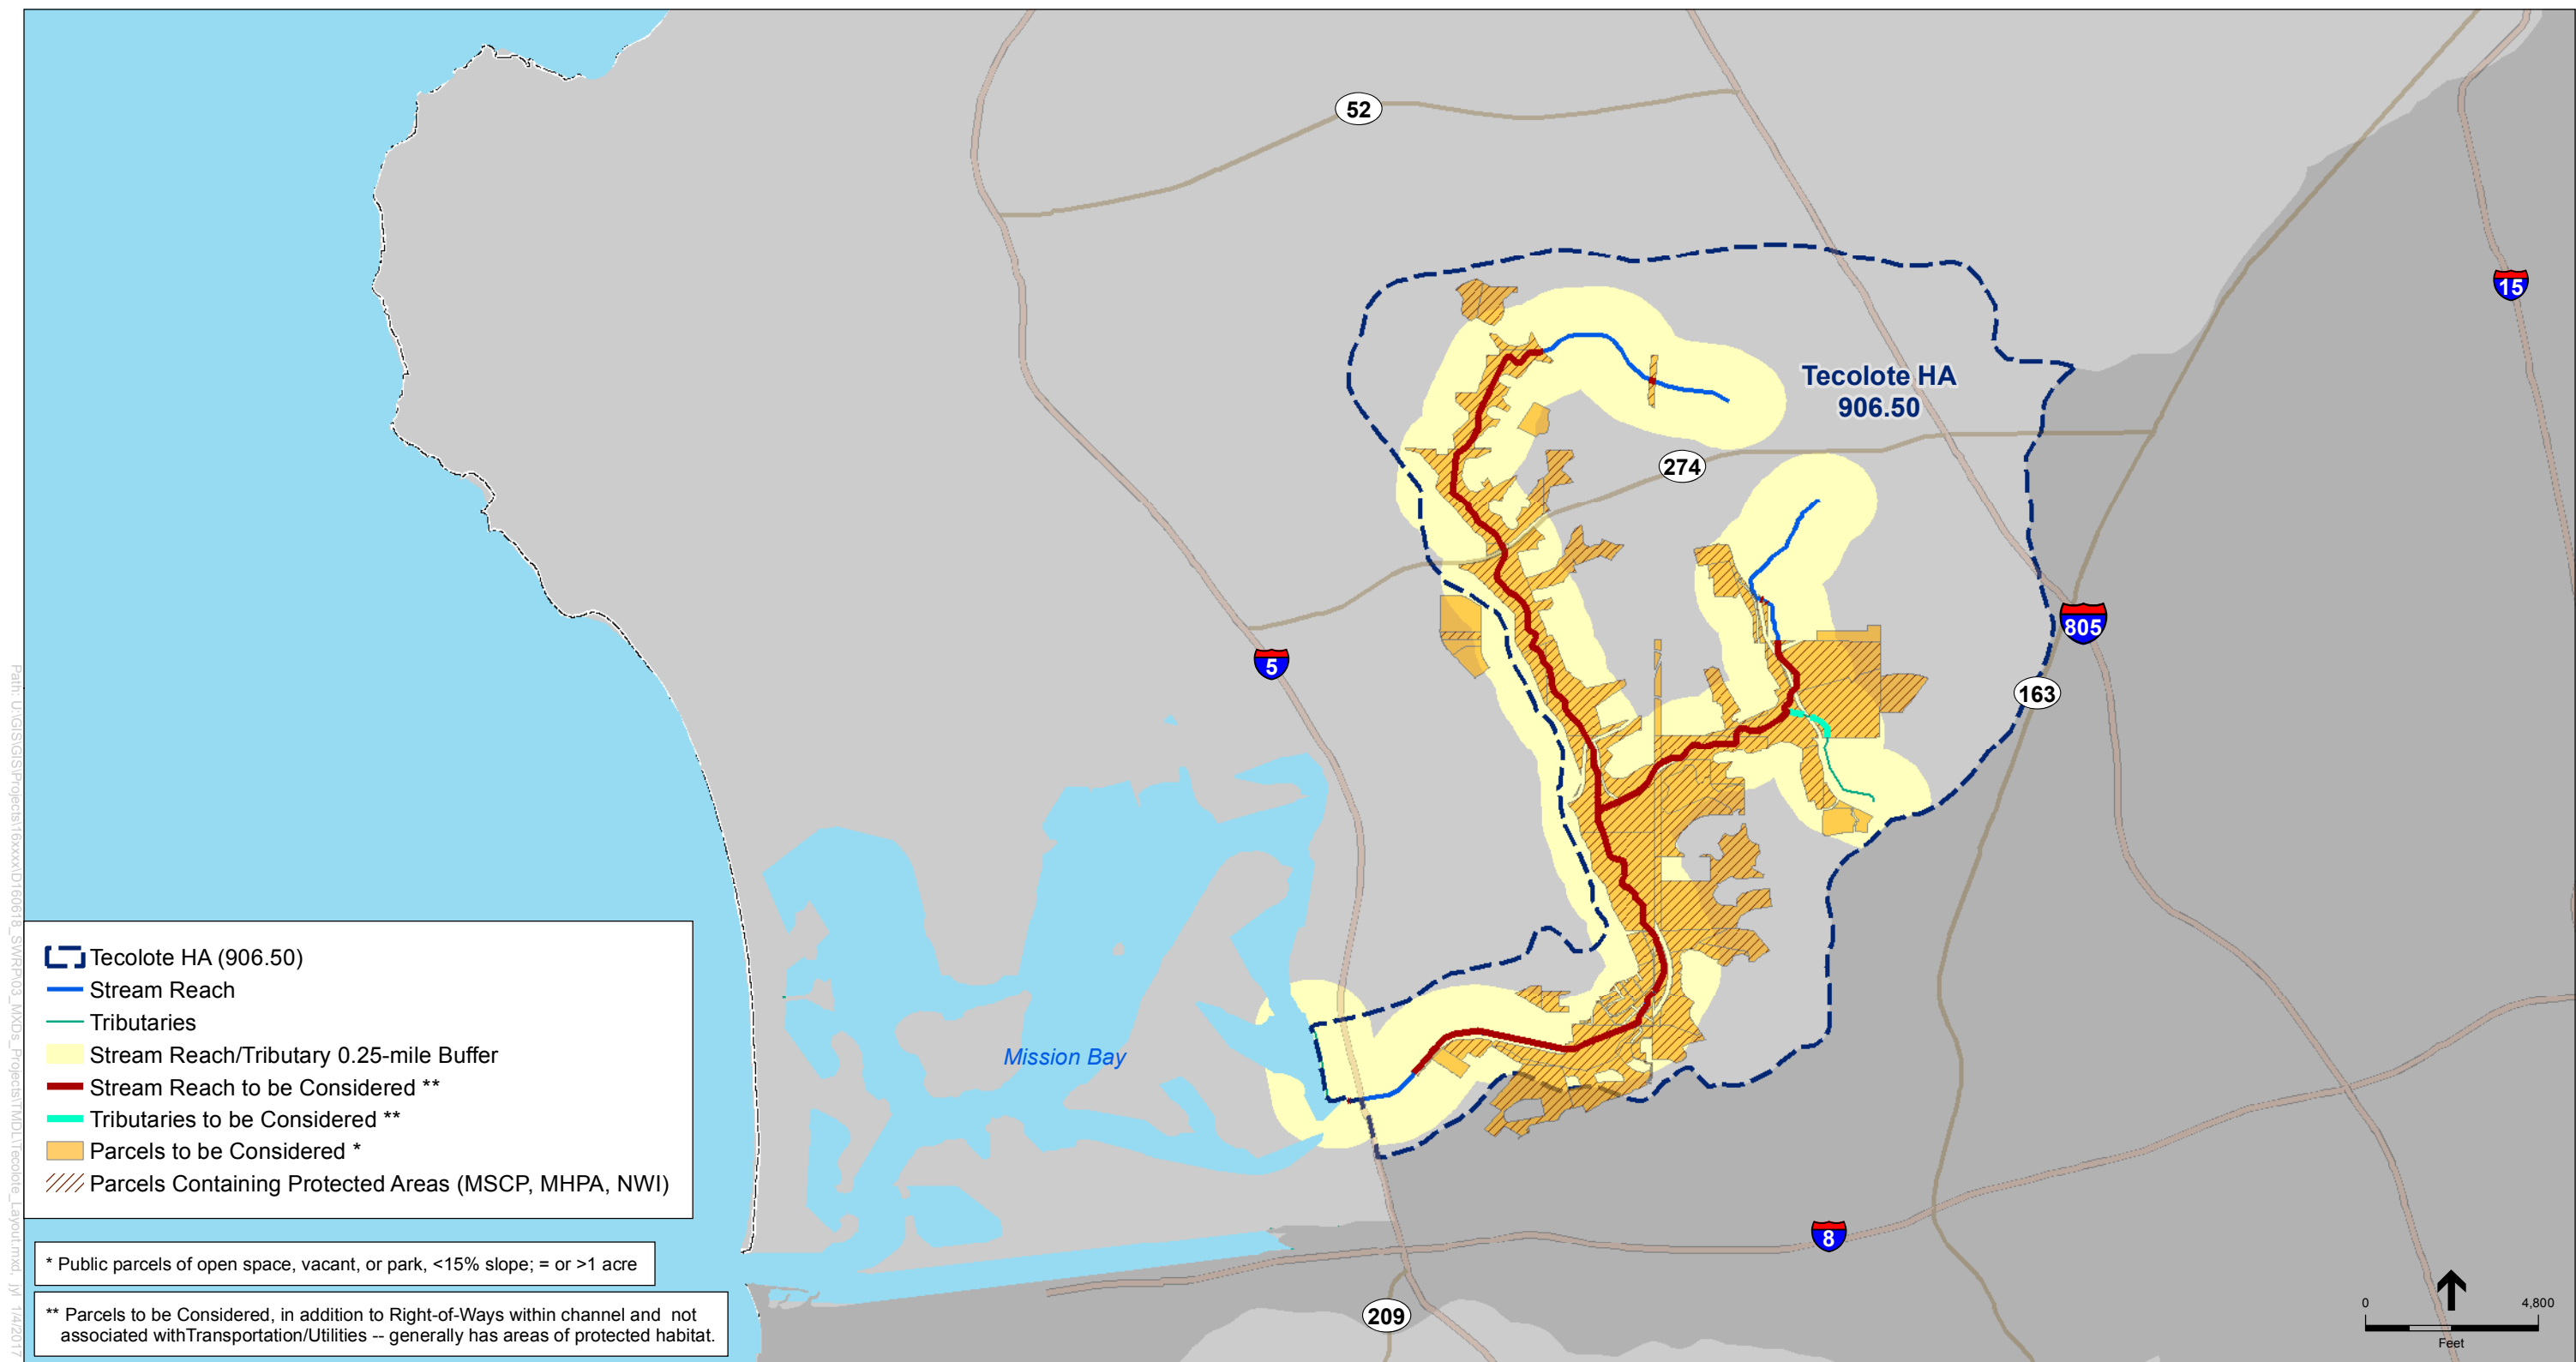 52
15
Tecolote HA
906.50
274
805
5
163
Mission Bay
Tecolote HA (906.50)
Stream Reach
Tributaries
Stream Reach/Tributary 0.25-mile Buffer
Stream Reach to be Considered **
Tributaries to be Considered **
Parcels to be Considered *
Parcels Containing Protected Areas (MSCP, MHPA, NWI)
* Public parcels of open space, vacant, or park, <15% slope; = or >1 acre
** Parcels to be Considered, in addition to Right-of-Ways within channel and not
associated withTransportation/Utilities -- generally has areas of protected habitat.
8
209
0 4,800
Feet